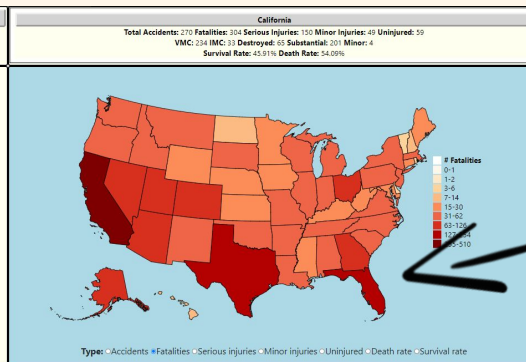 California
Total Accidents: 270 Fatalities: 304 Serious Injuries: 150 Minor Injuries: 49 Uninjured: 59
VMC: 234 IMC: 33 Destroyed: 65 Substantial: 201 Minor: 4
Survival Rate: 45.91% Death Rate: 54.09%
# Fatalities
0-1
1-2
3-6
7-14
15-30
31-62
63-126
Type: Accidents Fatalities Serious injuries Minor injuries Uninjured Death rate Survival rate